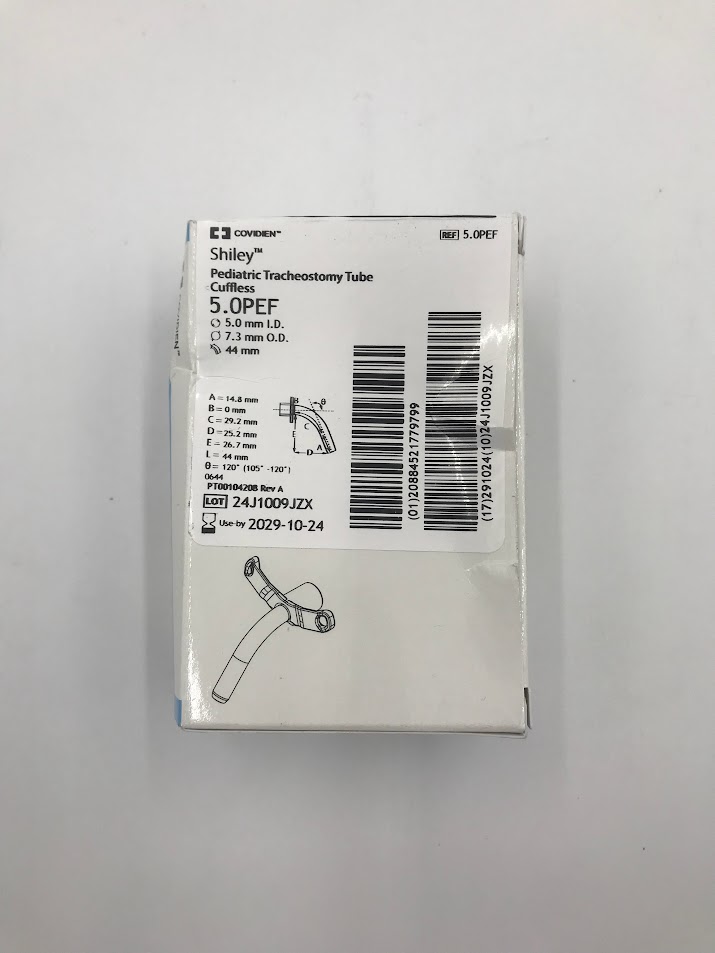 COVIDIEN™
REF 5.0PEF
Shiley™
Pediatric Tracheostomy Tube
Cuffless
5.0PEF
5.0 mm I.D.
7.3 mm O.D.
44 mm
A = 14.8 mm
B = 0 mm
C = 29.2 mm
D = 25.2 mm
E = 26.7 mm
L = 44 mm
θ = 120° (105° -120°)
0644
PT00104208 Rev A
LOT 24J1009JZX
Use-by 2029-10-24
B
θ
C
E
D
A
(01)20884521779799
(17)291024(10)24J1009JZX